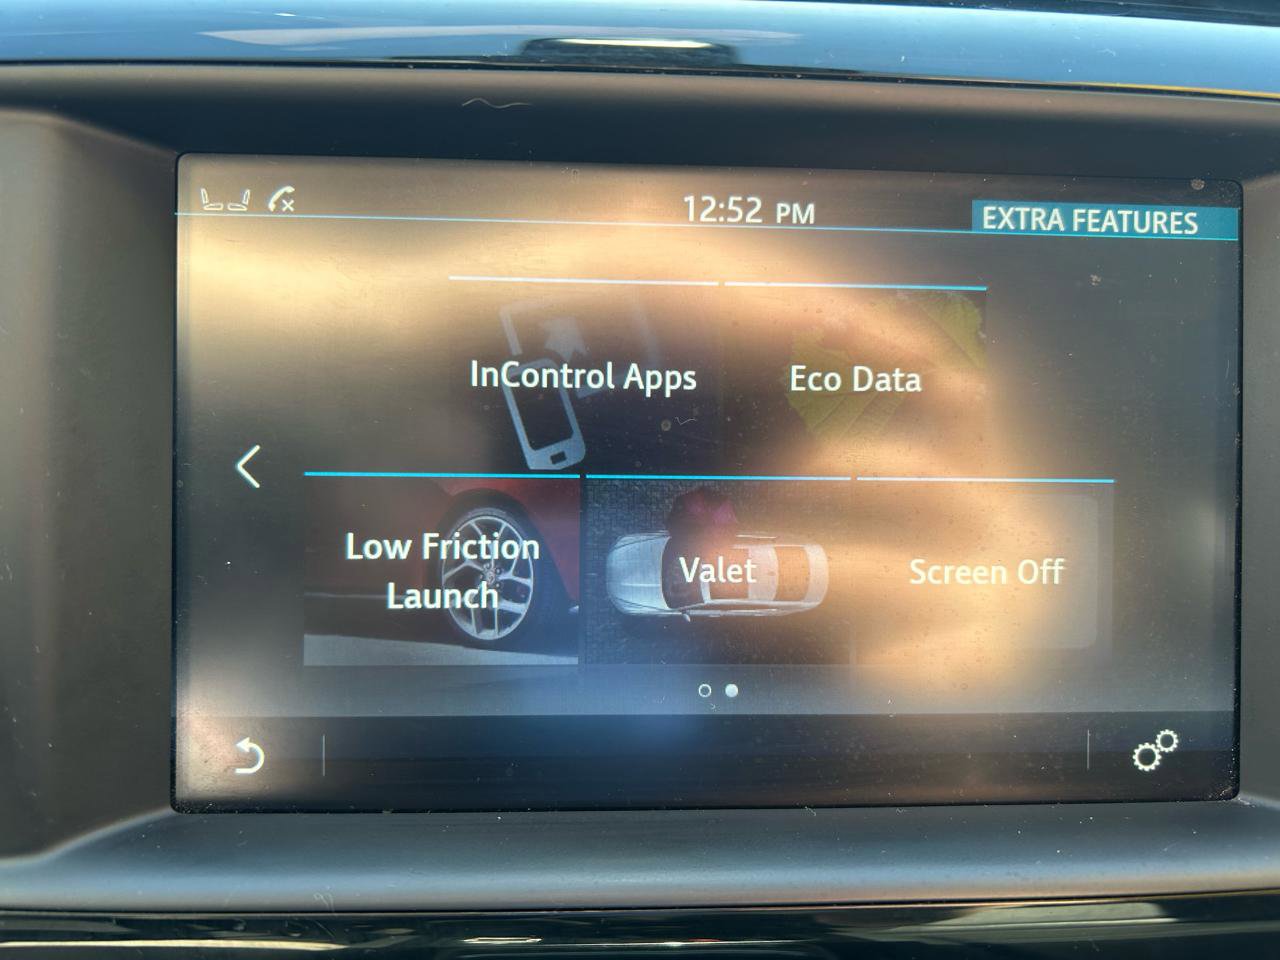 12:52 PM
EXTRA FEATURES
InControl Apps
Eco Data
Low Friction
Launch
Valet
Screen Off